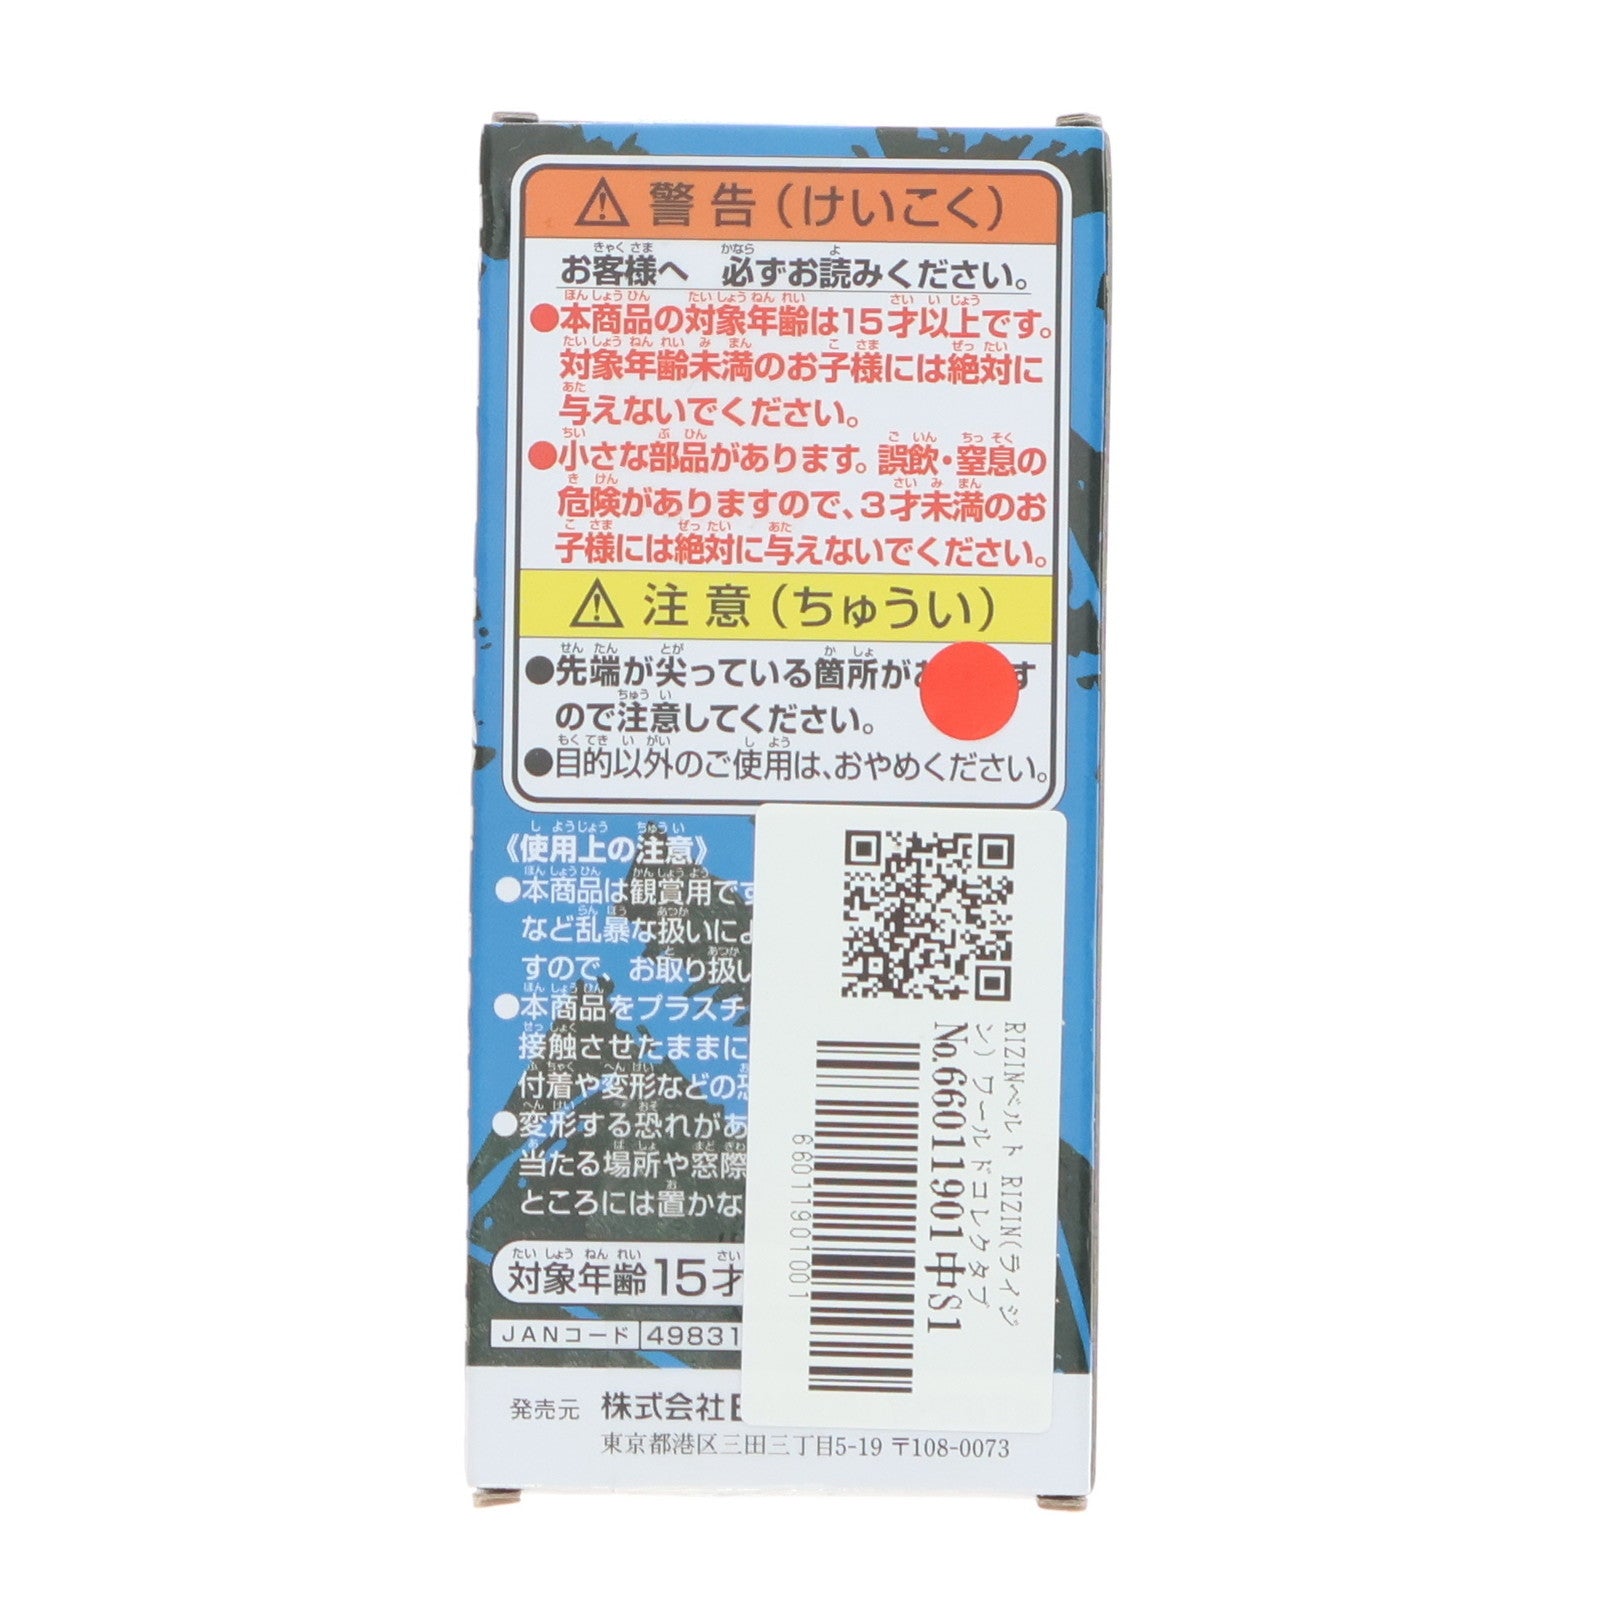 警告(けいこく)
お客様へ 必ずお読みください。
●本商品の対象年齢は15才以上です。
対象年齢未満のお子様には絶対に
与えないでください。
●小さな部品があります。誤飲・窒息の
危険がありますので、3才未満のお
子様には絶対に与えないでください。
注意(ちゅうい)
●先端が尖っている箇所があ す
ので注意してください。
●目的以外のご使用は、おやめください。
《使用上の注意》
●本商品は観賞用です
など乱暴な扱いによ
すので、お取り扱い
●本商品をプラスチ
接触させたままに
付着や変形などの恐
●変形する恐れがあ
当たる場所や窓際
ところには置かな
対象年齢15才
JANコード 49831
発売元 株式会社
東京都港区三田三丁目5-19 〒108-0073
RIZINベルト RIZIN(ライジ
ン) ワールドコレクタブ
No.66011901 中S1
660119010001